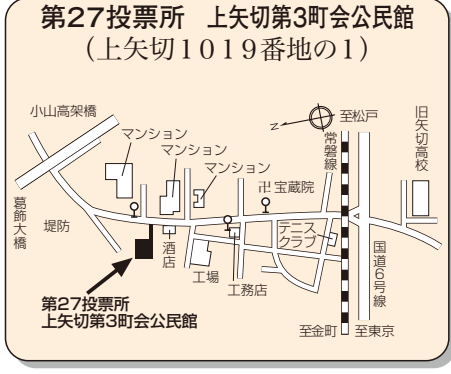 第27投票所 上矢切第3町会公民館
（上矢切1019番地の1）
小山高架橋
マンション
マンション
マンション
N
至松戸
常磐線
旧矢切高校
卍 宝蔵院
葛飾大橋
堤防
酒店
工場
工務店
テニス
クラブ
国道6号線
第27投票所
上矢切第3町会公民館
至金町
至東京